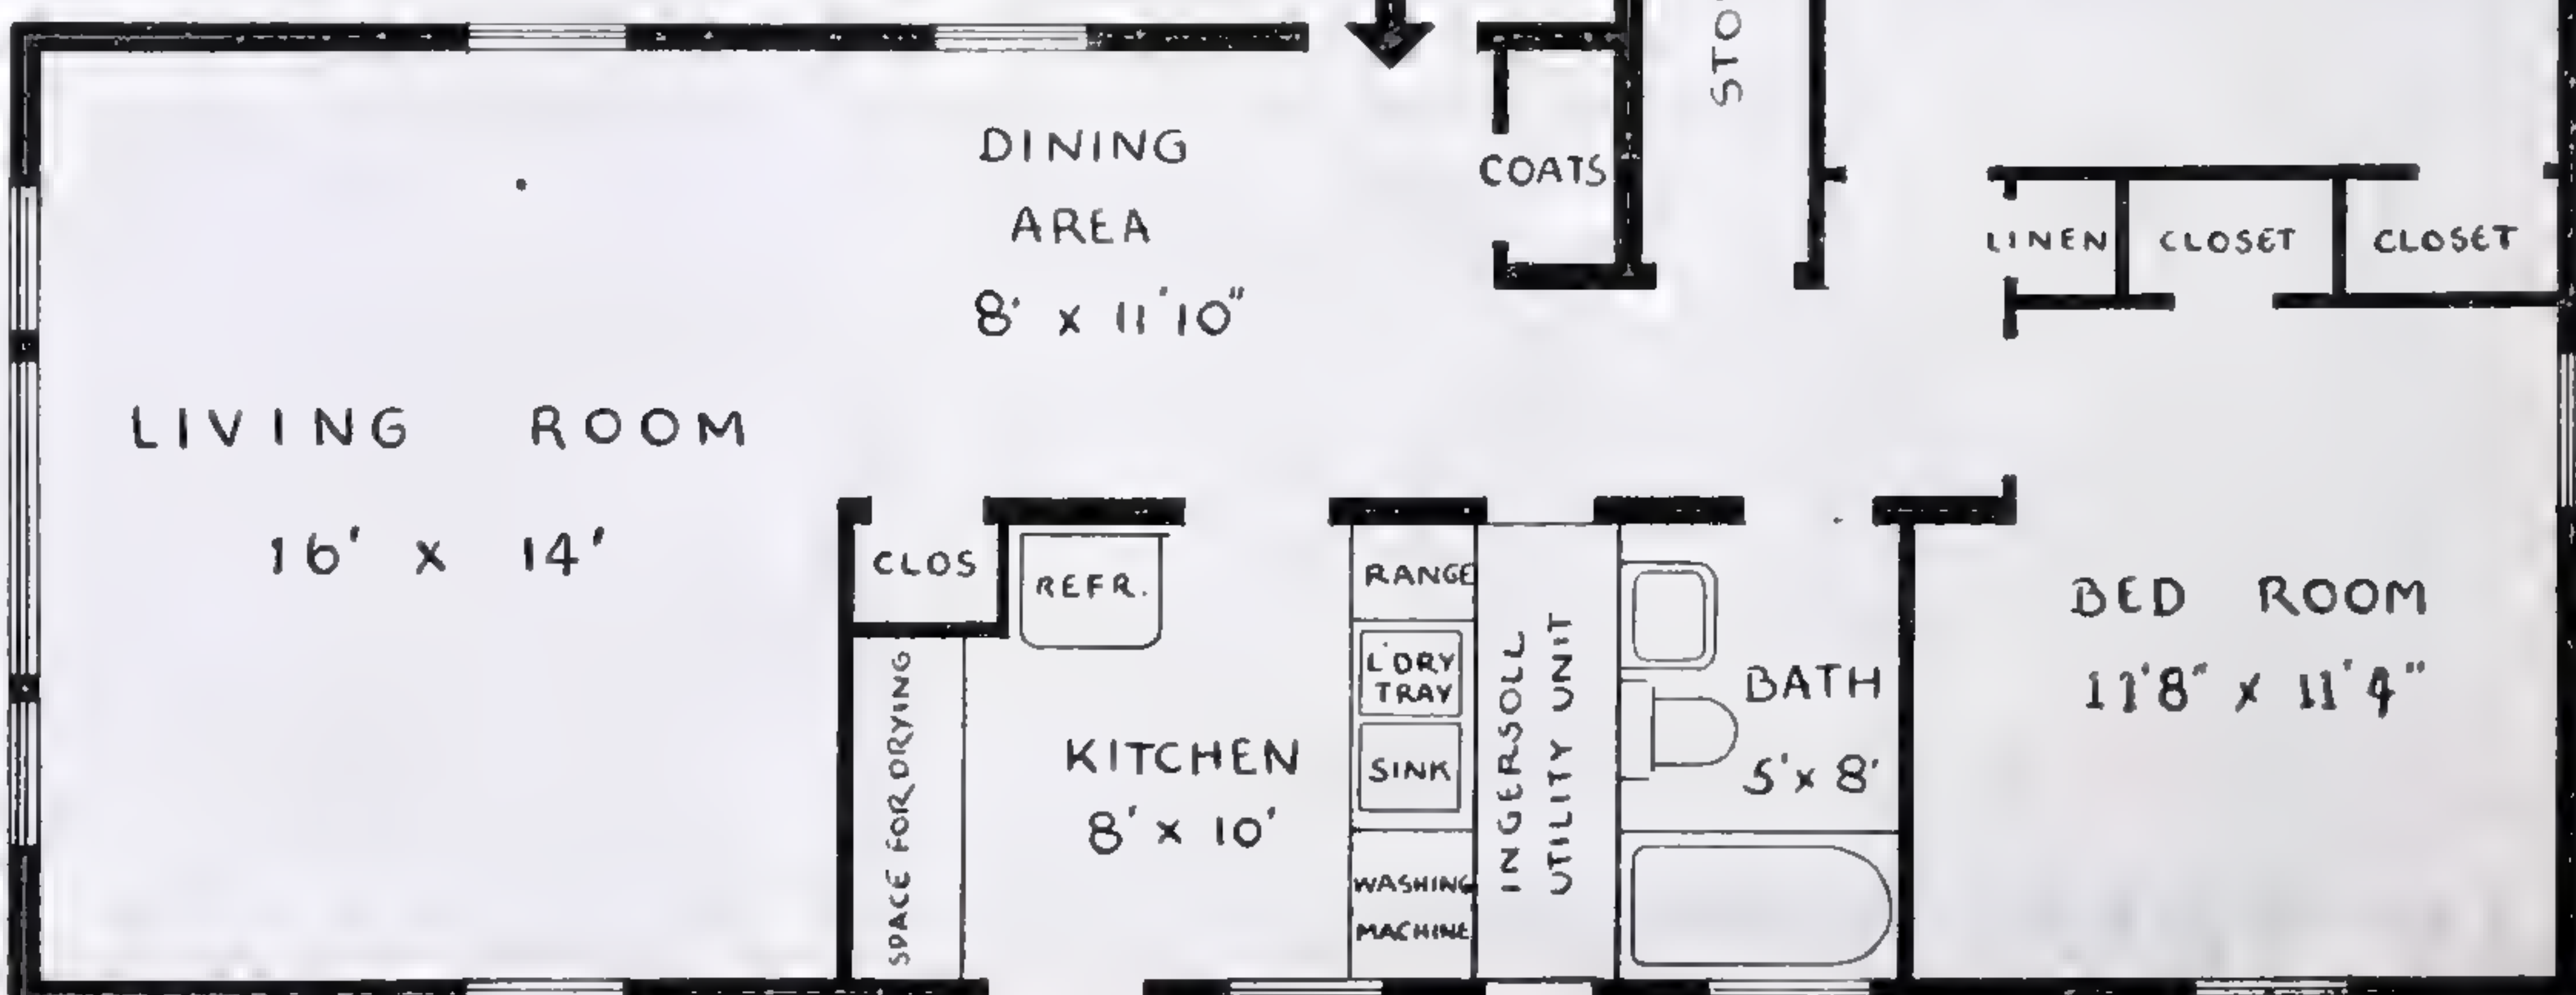 STO
DINING
AREA
8' x 11'10"
COATS
LINEN
CLOSET
CLOSET
LIVING ROOM
16' x 14'
CLOS
REFR.
SPACE FOR DRYING
KITCHEN
8' x 10'
RANGE
L'DRY
TRAY
SINK
WASHING
MACHINE
INGERSOLL
UTILITY UNIT
BATH
5' x 8'
BED ROOM
11'8" x 11'4"